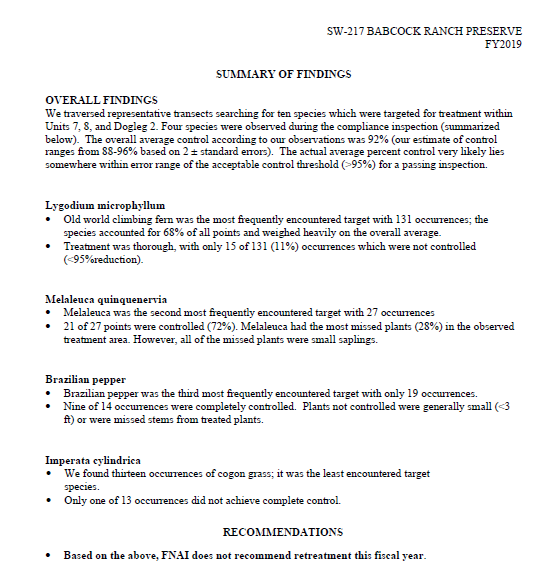 SW-217 BABCOCK RANCH PRESERVE
FY2019
SUMMARY OF FINDINGS
OVERALL FINDINGS
We traversed representative transects searching for ten species which were targeted for treatment within
Units 7, 8, and Dogleg 2. Four species were observed during the compliance inspection (summarized
below). The overall average control according to our observations was 92% (our estimate of control
ranges from 88-96% based on 2 ± standard errors). The actual average percent control very likely lies
somewhere within error range of the acceptable control threshold (>95%) for a passing inspection.
Lygodium microphyllum
• Old world climbing fern was the most frequently encountered target with 131 occurrences; the
species accounted for 68% of all points and weighed heavily on the overall average.
• Treatment was thorough, with only 15 of 131 (11%) occurrences which were not controlled
(<95%reduction).
Melaleuca quinquenervia
• Melaleuca was the second most frequently encountered target with 27 occurrences
• 21 of 27 points were controlled (72%). Melaleuca had the most missed plants (28%) in the observed
treatment area. However, all of the missed plants were small saplings.
Brazilian pepper
• Brazilian pepper was the third most frequently encountered target with only 19 occurrences.
• Nine of 14 occurrences were completely controlled. Plants not controlled were generally small (<3
ft) or were missed stems from treated plants.
Imperata cylindrica
• We found thirteen occurrences of cogon grass; it was the least encountered target
species.
• Only one of 13 occurrences did not achieve complete control.
RECOMMENDATIONS
• Based on the above, FNAI does not recommend retreatment this fiscal year.